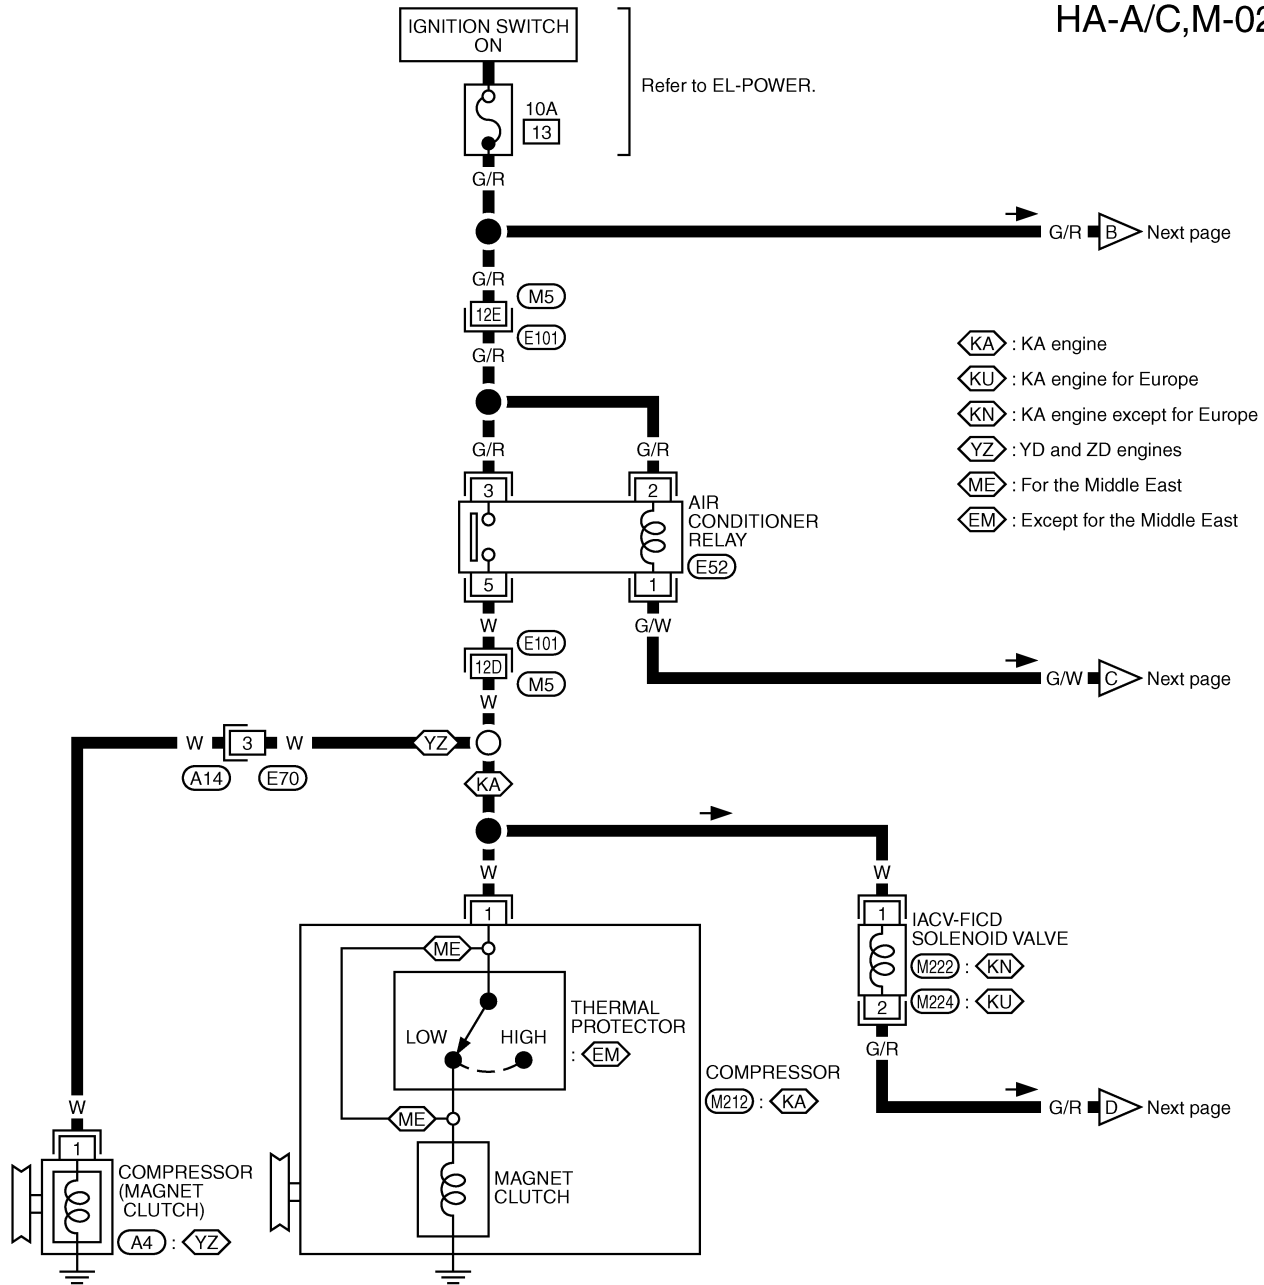 HA-A/C,M-02
IGNITION SWITCH
ON
Refer to EL-POWER.
10A
13
G/R
G/R
B
Next page
G/R
M5
12E
E101
G/R
KA : KA engine
KU : KA engine for Europe
KN : KA engine except for Europe
YZ : YD and ZD engines
ME : For the Middle East
EM : Except for the Middle East
G/R
G/R
3
2
AIR
CONDITIONER
RELAY
E52
5
1
W
G/W
E101
12D
M5
G/W
C
Next page
W
W
3
W
YZ
A14
E70
KA
W
W
1
1
IACV-FICD
SOLENOID VALVE
M222 : KN
M224 : KU
2
G/R
ME
THERMAL
PROTECTOR
: EM
LOW
HIGH
COMPRESSOR
M212 : KA
G/R
D
Next page
ME
W
1
COMPRESSOR
(MAGNET
CLUTCH)
A4 : YZ
MAGNET
CLUTCH